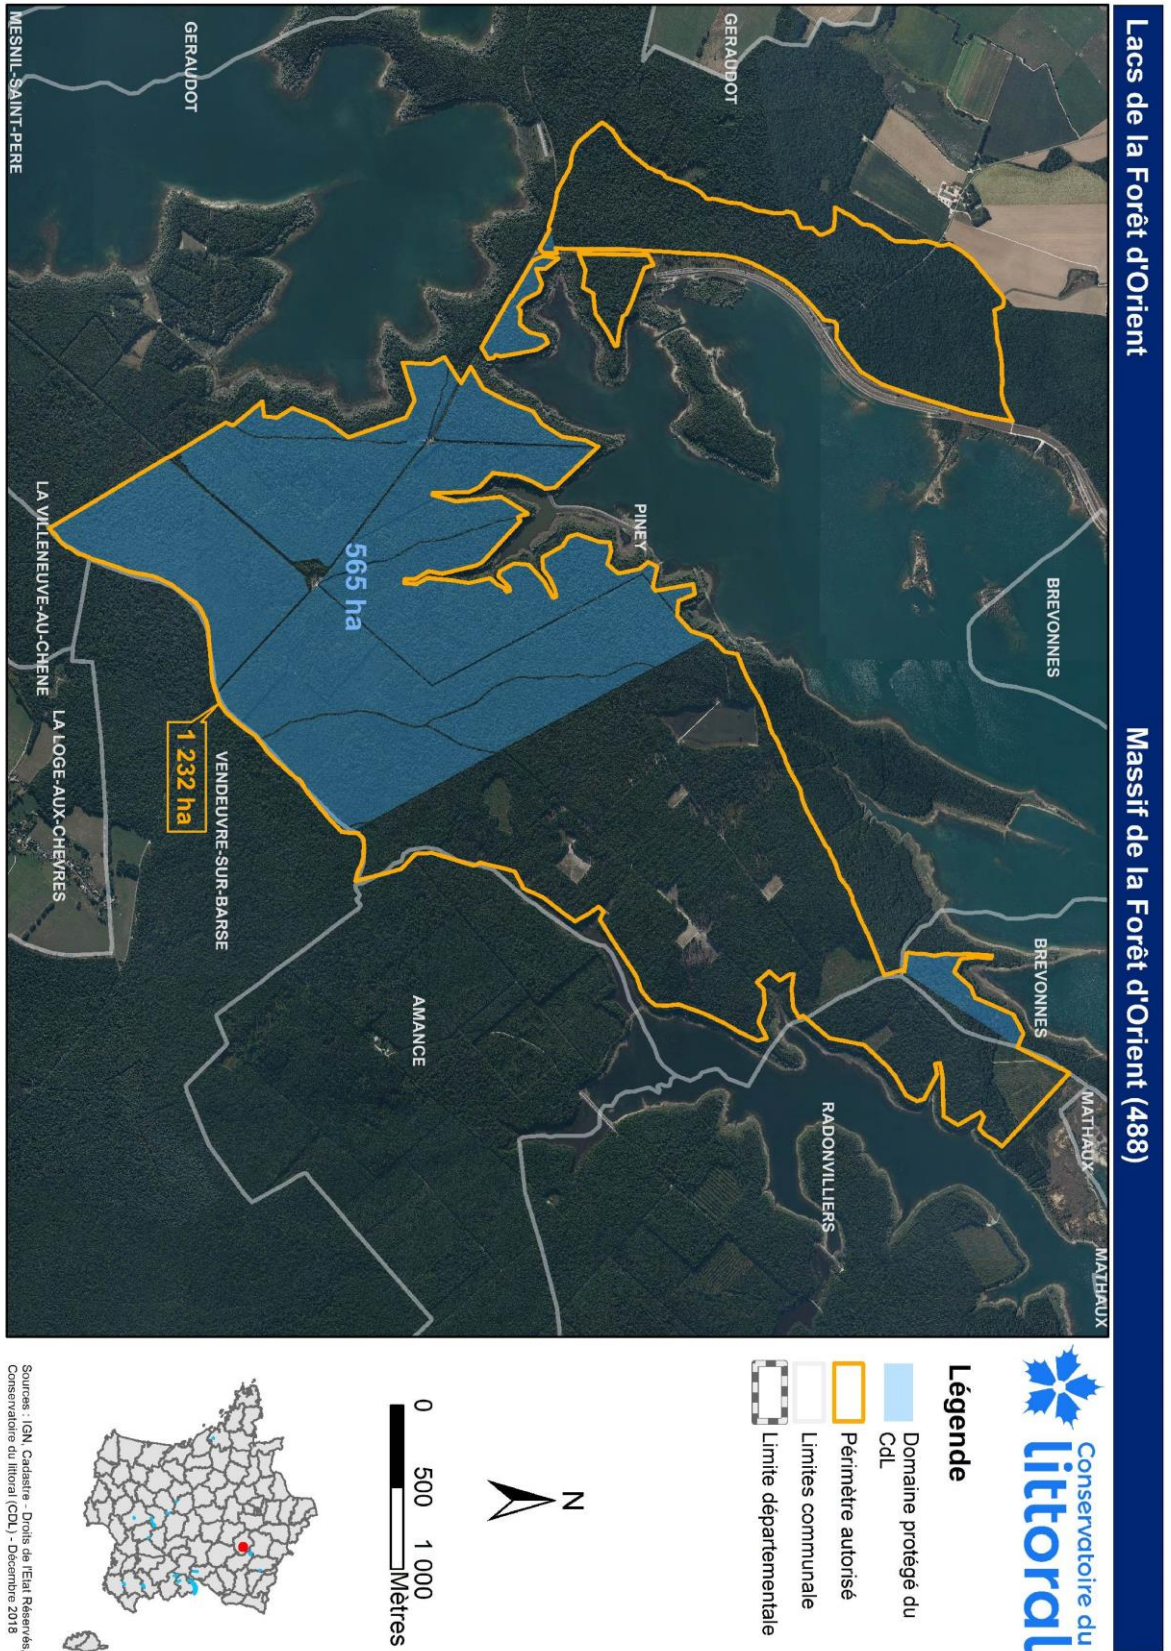 Lacs de la Forêt d'Orient
Massif de la Forêt d'Orient (488)
GERAUDOT
BREVONNES
BREVONNES
MATHAUX
MATHAUX
PINEY
RADONVILLIERS
GERAUDOT
565 ha
AMANCE
1 232 ha
VENDEUVRE-SUR-BARSE
MESNIL-SAINT-PERE
LA VILLENEUVE-AU-CHENE
LA LOGE-AUX-CHEVRES
Conservatoire du
littoral
Légende
Domaine protégé du
CdL
Périmètre autorisé
Limites communale
Limite départementale
N
0 500 1 000
Mètres
Sources : IGN, Cadastre - Droits de l'Etat Réservés,
Conservatoire du littoral (CDL) - Décembre 2018